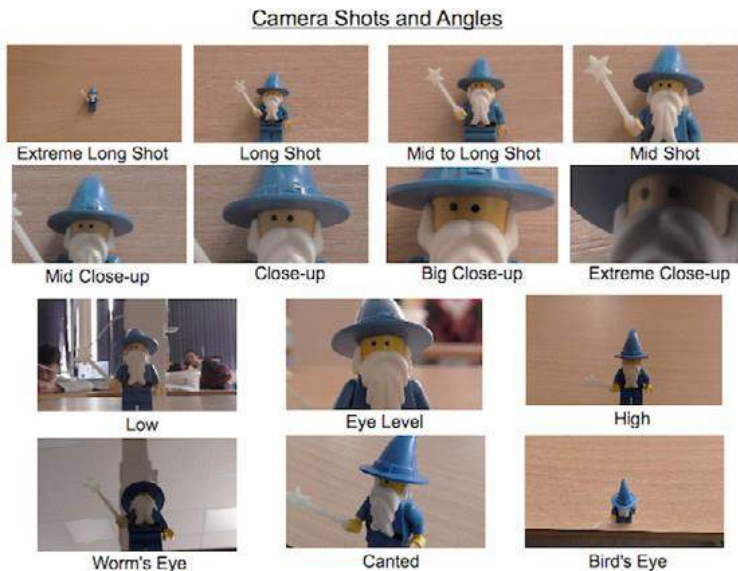 Camera Shots and Angles
Extreme Long Shot
Long Shot
Mid to Long Shot
Mid Shot
Mid Close-up
Close-up
Big Close-up
Extreme Close-up
Low
Eye Level
High
Worm's Eye
Canted
Bird's Eye